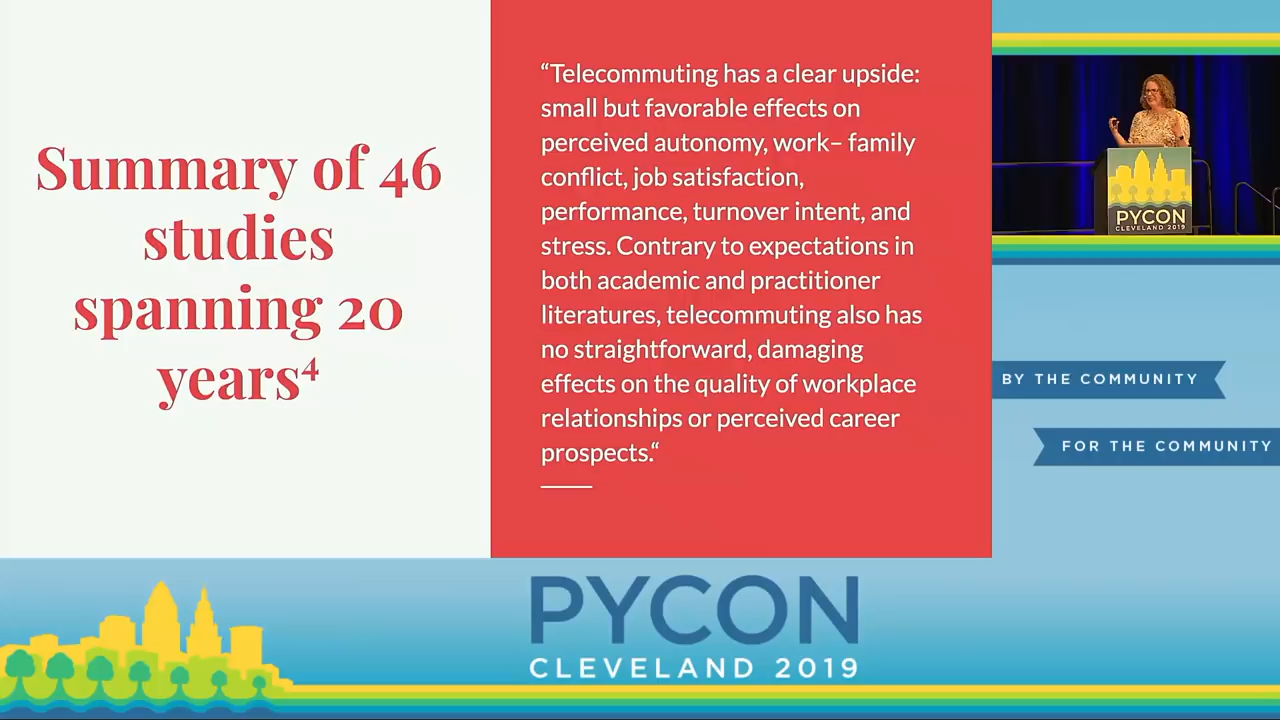 Summary of 46
studies
spanning 20
years⁴
“Telecommuting has a clear upside:
small but favorable effects on
perceived autonomy, work– family
conflict, job satisfaction,
performance, turnover intent, and
stress. Contrary to expectations in
both academic and practitioner
literatures, telecommuting also has
no straightforward, damaging
effects on the quality of workplace
relationships or perceived career
prospects.“
PYCON
CLEVELAND 2019
BY THE COMMUNITY
FOR THE COMMUNITY
PYCON
CLEVELAND 2019